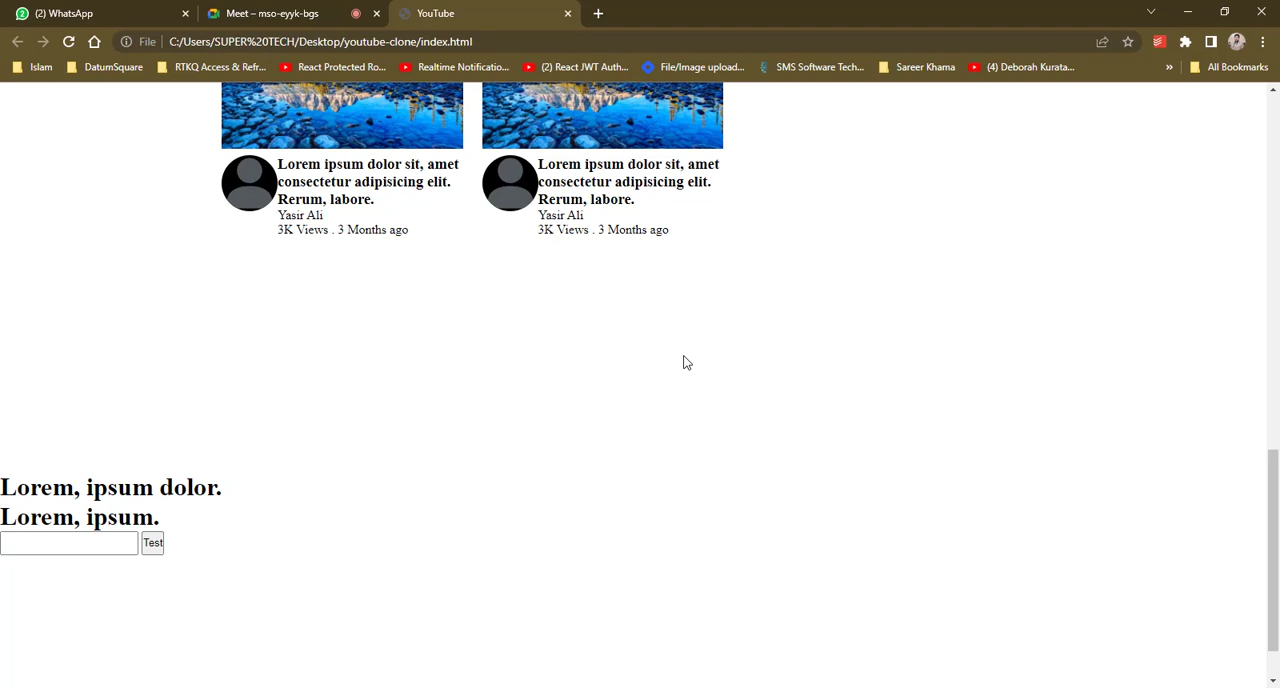 (2) WhatsApp
Meet – mso-eyyk-bgs
YouTube
File
C:/Users/SUPER%20TECH/Desktop/youtube-clone/index.html
Islam
DatumSquare
RTKQ Access & Refr...
React Protected Ro...
Realtime Notificatio...
(2) React JWT Auth...
File/Image upload...
SMS Software Tech...
Sareer Khama
(4) Deborah Kurata...
»
All Bookmarks
Lorem ipsum dolor sit, amet
consectetur adipisicing elit.
Rerum, labore.
Yasir Ali
3K Views . 3 Months ago
Lorem ipsum dolor sit, amet
consectetur adipisicing elit.
Rerum, labore.
Yasir Ali
3K Views . 3 Months ago
Lorem, ipsum dolor.
Lorem, ipsum.
Test